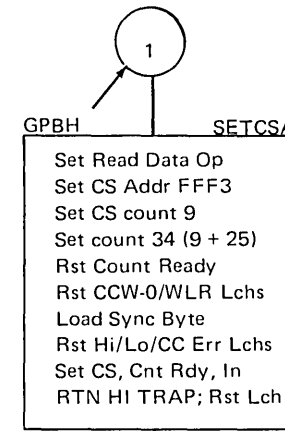 1
GPBH SETCSA
Set Read Data Op
Set CS Addr FFF3
Set CS count 9
Set count 34 (9 + 25)
Rst Count Ready
Rst CCW-0/WLR Lchs
Load Sync Byte
Rst Hi/Lo/CC Err Lchs
Set CS, Cnt Rdy, In
RTN HI TRAP; Rst Lch